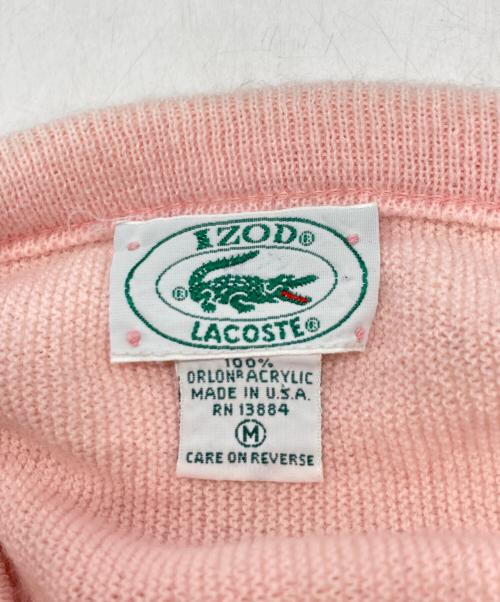 IZOD®
®
LACOSTE®
100%
ORLON® ACRYLIC
MADE IN U.S.A.
RN 13884
M
CARE ON REVERSE